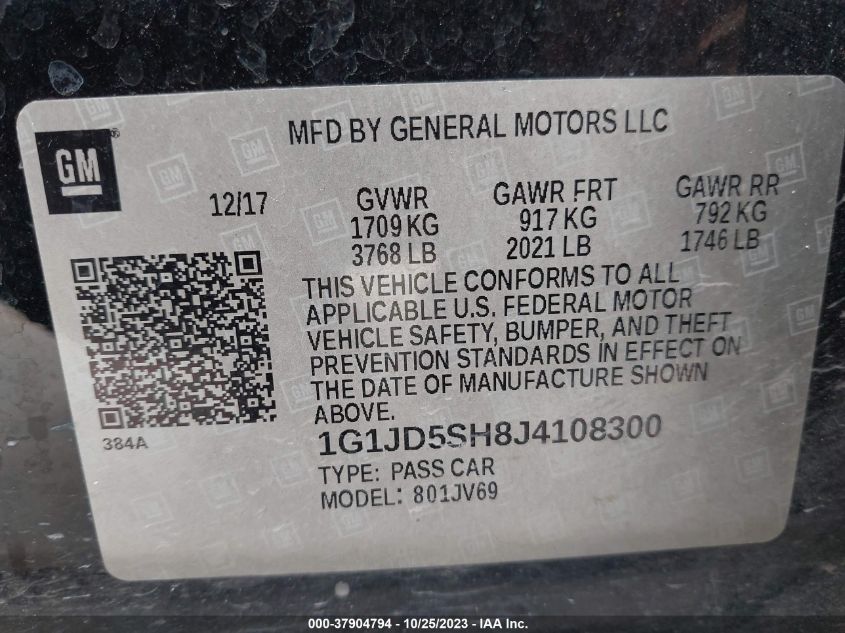 MFD BY GENERAL MOTORS LLC
GM
®
12/17
GVWR
1709 KG
3768 LB
GAWR FRT
917 KG
2021 LB
GAWR RR
792 KG
1746 LB
THIS VEHICLE CONFORMS TO ALL
APPLICABLE U.S. FEDERAL MOTOR
VEHICLE SAFETY, BUMPER, AND THEFT
PREVENTION STANDARDS IN EFFECT ON
THE DATE OF MANUFACTURE SHOWN
ABOVE.
384A
1G1JD5SH8J4108300
TYPE: PASS CAR
MODEL: 801JV69
000-37904794 - 10/25/2023 - IAA Inc.